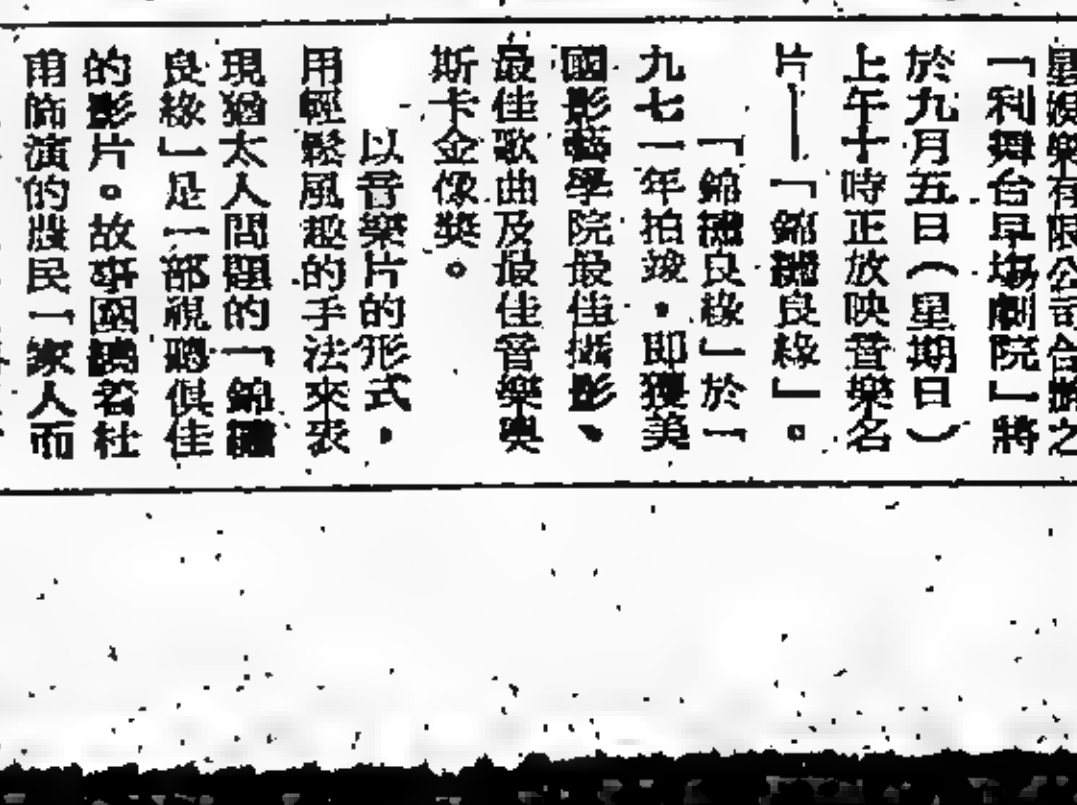 展娛樂有限公司合辦之
「利舞台早場劇院」將
於九月五日(星期日)
上午十時正放映音樂名
片——「錦繡良緣」。
「錦繡良緣」於一
九七一年拍竣，即獲美
國影藝學院最佳攝影、
最佳歌曲及最佳音樂奧
斯卡金像獎。
以音樂片的形式，
用輕鬆風趣的手法來表
現猶太人問題的「錦繡
良緣」是一部視聽俱佳
的影片。故事圍繞若杜
甫飾演的農民一家人而